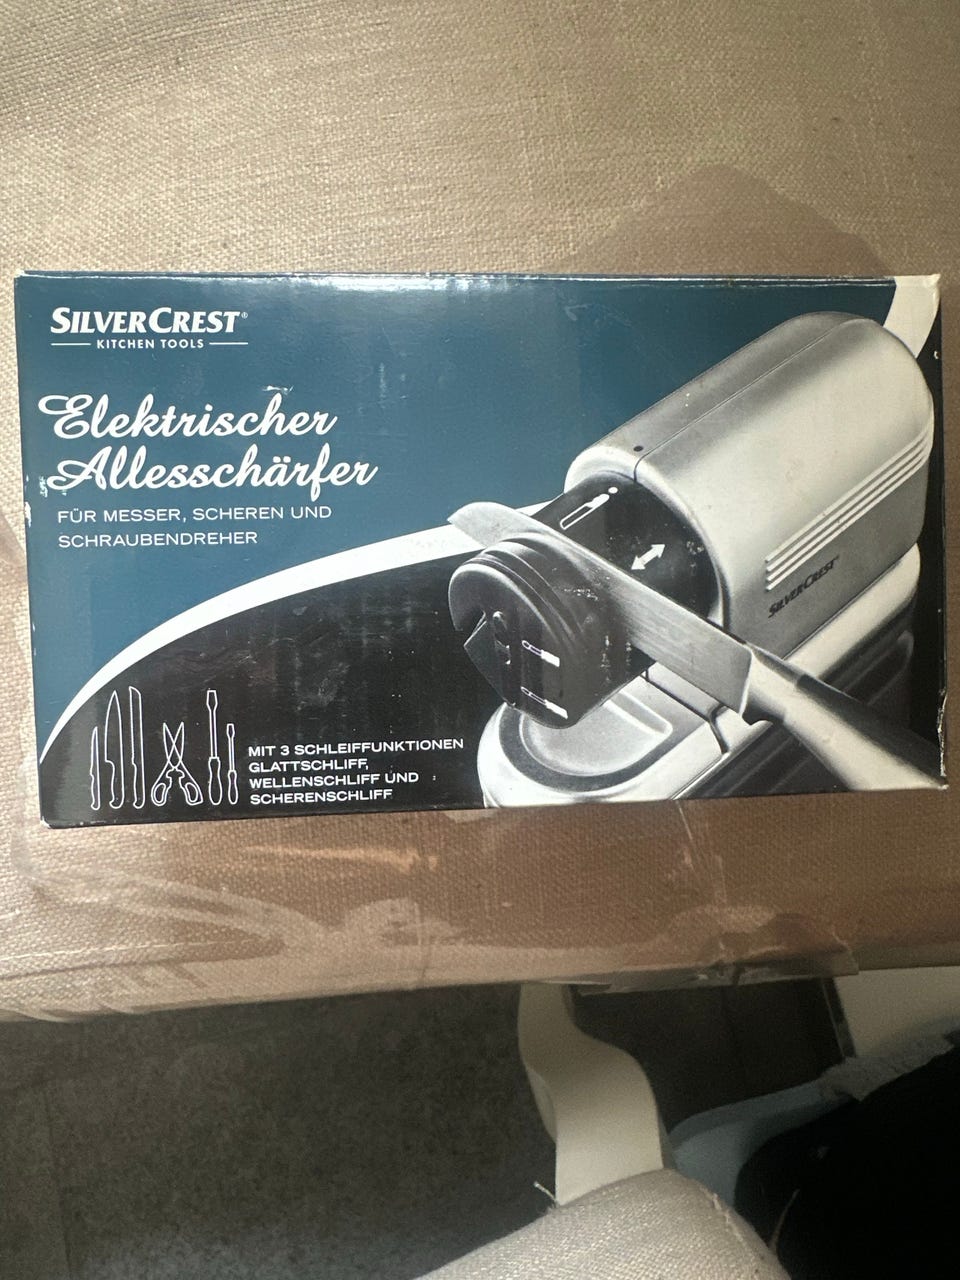 SILVERCREST®
KITCHEN TOOLS
Elektrischer
Allesschärfer
FÜR MESSER, SCHEREN UND
SCHRAUBENDREHER
SILVERCREST
MIT 3 SCHLEIFFUNKTIONEN
GLATTSCHLIFF,
WELLENSCHLIFF UND
SCHERENSCHLIFF